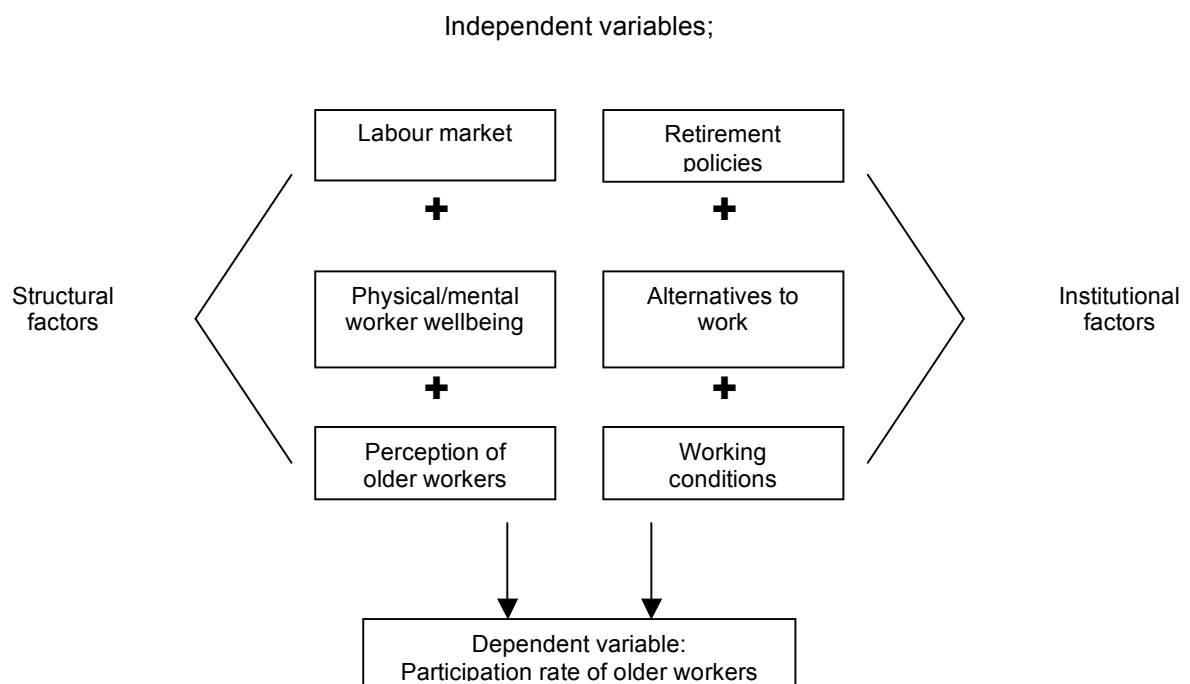 Independent variables;
Labour market
Retirement
policies
+
+
Structural
factors
Physical/mental
worker wellbeing
Alternatives to
work
Institutional
factors
+
+
Perception of
older workers
Working
conditions
Dependent variable:
Participation rate of older workers